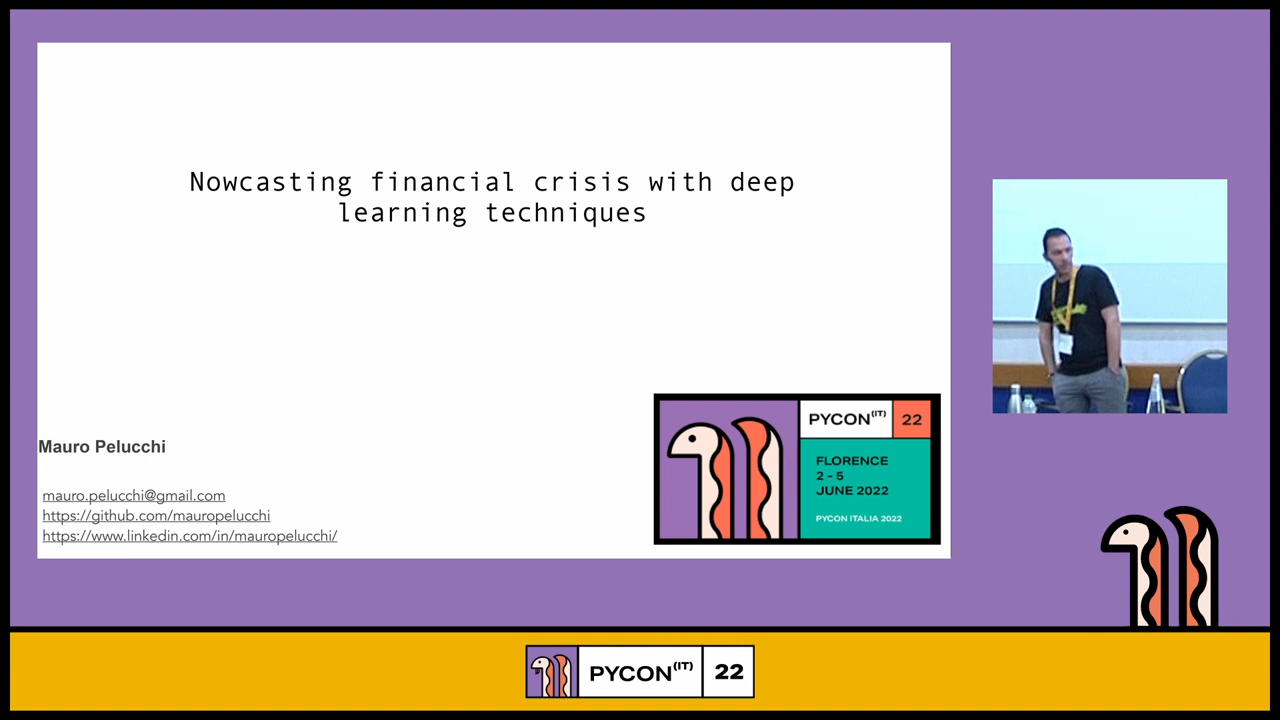 Nowcasting financial crisis with deep
learning techniques
Mauro Pelucchi
mauro.pelucchi@gmail.com
https://github.com/mauropelucchi
https://www.linkedin.com/in/mauropelucchi/
PYCON(IT) 22
FLORENCE
2 - 5
JUNE 2022
PYCON ITALIA 2022
PYCON(IT) 22